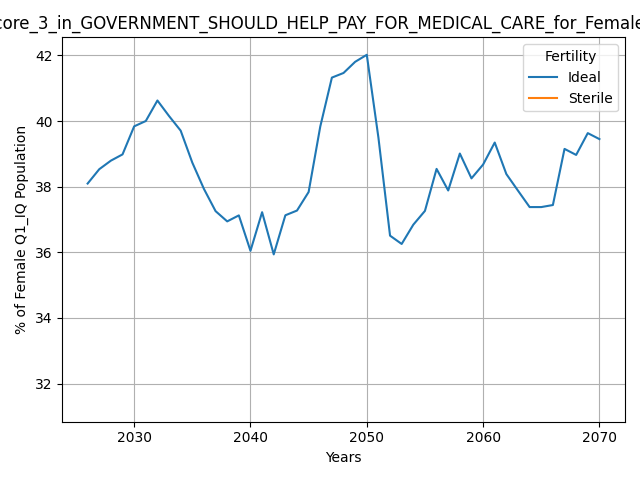 core_3_in_GOVERNMENT_SHOULD_HELP_PAY_FOR_MEDICAL_CARE_for_Female
Fertility
Ideal
Sterile
% of Female Q1_IQ Population
42
40
38
36
34
32
2030
2040
2050
2060
2070
Years